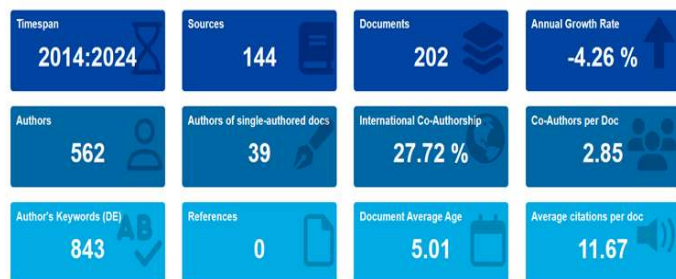 Timespan
2014:2024
Sources
144
Documents
202
Annual Growth Rate
-4.26 %
Authors
562
Authors of single-authored docs
39
International Co-Authorship
27.72 %
Co-Authors per Doc
2.85
Author's Keywords (DE)
843
AB
References
0
Document Average Age
5.01
Average citations per doc
11.67